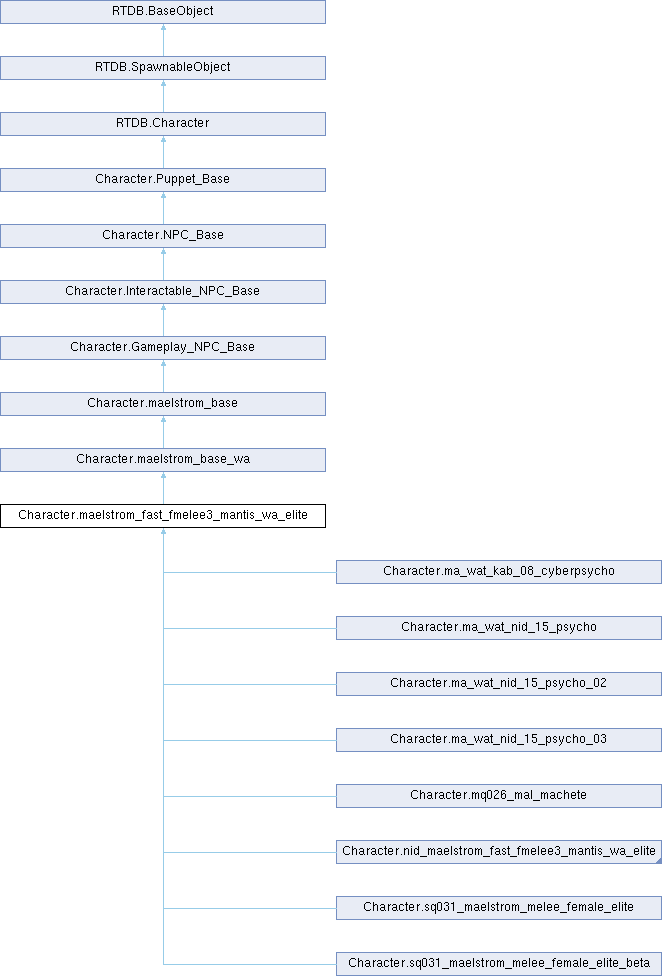 RTDB.BaseObject
RTDB.SpawnableObject
RTDB.Character
Character.Puppet_Base
Character.NPC_Base
Character.Interactable_NPC_Base
Character.Gameplay_NPC_Base
Character.maelstrom_base
Character.maelstrom_base_wa
Character.maelstrom_fast_fmelee3_mantis_wa_elite
Character.ma_wat_kab_08_cyberpsycho
Character.ma_wat_nid_15_psycho
Character.ma_wat_nid_15_psycho_02
Character.ma_wat_nid_15_psycho_03
Character.mq026_mal_machete
Character.nid_maelstrom_fast_fmelee3_mantis_wa_elite
Character.sq031_maelstrom_melee_female_elite
Character.sq031_maelstrom_melee_female_elite_beta